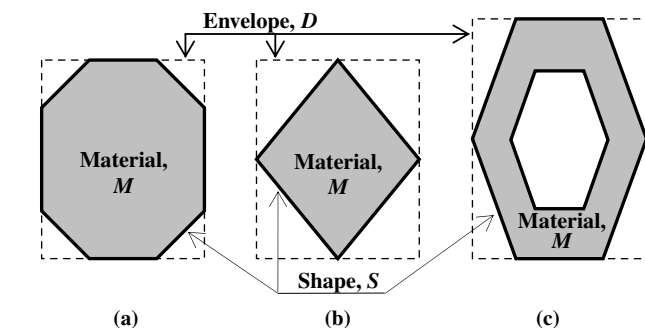 Envelope, D
Material,
M
Material,
M
Material,
M
Shape, S
(a)
(b)
(c)